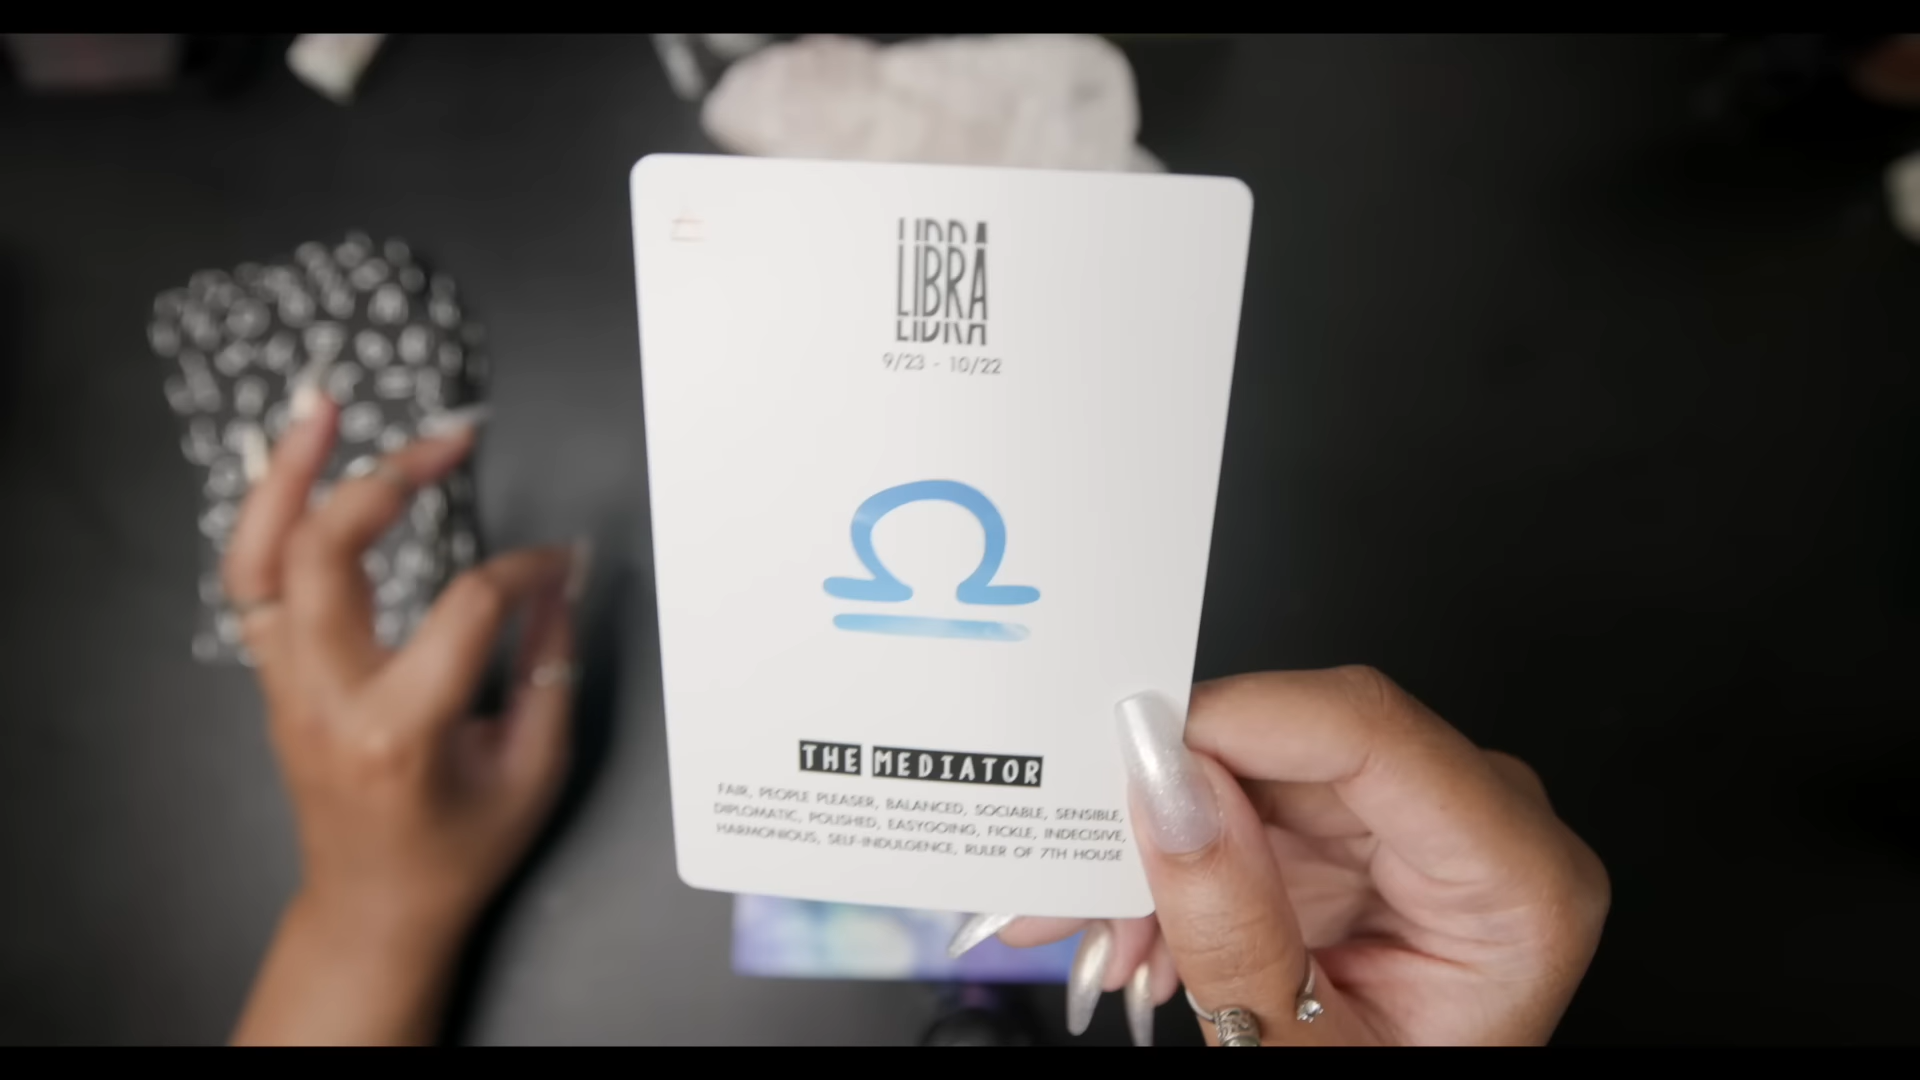 LIBRA
9/23 - 10/22
THE MEDIATOR
FAIR, PEOPLE PLEASER, BALANCED, SOCIABLE, SENSIBLE,
DIPLOMATIC, POLISHED, EASYGOING, FICKLE, INDECISIVE,
HARMONIOUS, SELF-INDULGENCE, RULER OF 7TH HOUSE